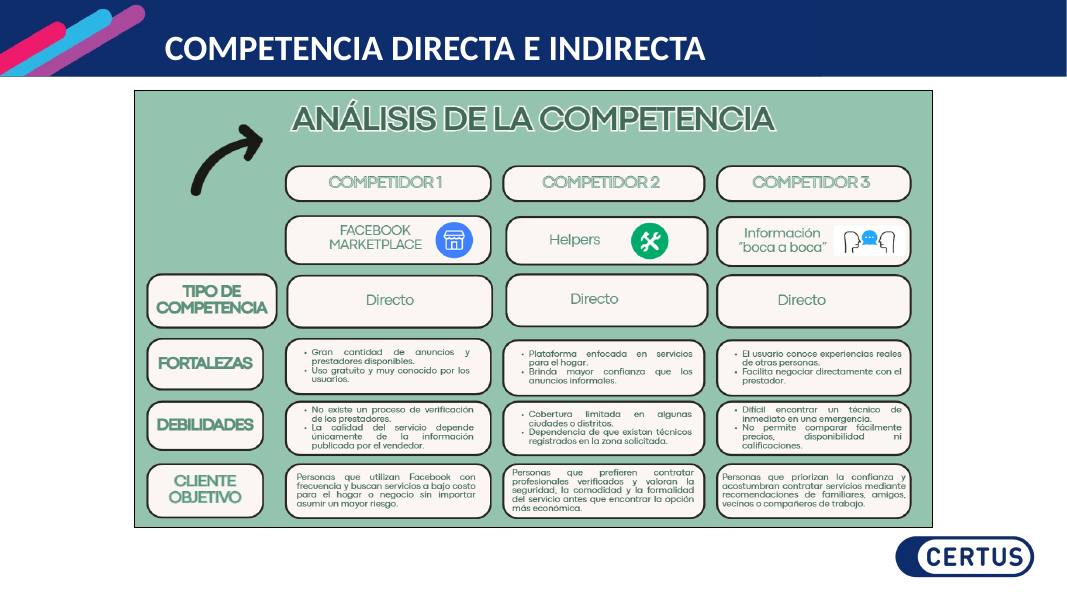 COMPETENCIA DIRECTA E INDIRECTA
ANÁLISIS DE LA COMPETENCIA
COMPETIDOR 1
COMPETIDOR 2
COMPETIDOR 3
FACEBOOK
MARKETPLACE
Helpers
Información
"boca a boca"
TIPO DE
COMPETENCIA
Directo
Directo
Directo
FORTALEZAS
• Gran cantidad de anuncios y
prestadores disponibles.
• Uso gratuito y muy conocido por los
usuarios.
• Plataforma enfocada en servicios
para el hogar.
• Brinda mayor confianza que los
anuncios informales.
• El usuario conoce experiencias reales
de otras personas.
• Facilita negociar directamente con el
prestador.
DEBILIDADES
• No existe un proceso de verificación
de los prestadores.
• La calidad del servicio depende
únicamente de la información
publicada por el vendedor.
• Cobertura limitada en algunas
ciudades o distritos.
• Dependencia de que existan técnicos
registrados en la zona solicitada.
• Difícil encontrar un técnico de
inmediato en una emergencia.
• No permite comparar fácilmente
precios, disponibilidad ni
calificaciones.
CLIENTE
OBJETIVO
Personas que utilizan Facebook con
frecuencia y buscan servicios a bajo costo
para el hogar o negocio sin importar
asumir un mayor riesgo.
Personas que prefieren contratar
profesionales verificados y valoran la
seguridad, la comodidad y la formalidad
del servicio antes que encontrar la opción
más económica.
Personas que priorizan la confianza y
acostumbran contratar servicios mediante
recomendaciones de familiares, amigos,
vecinos o compañeros de trabajo.
CERTUS